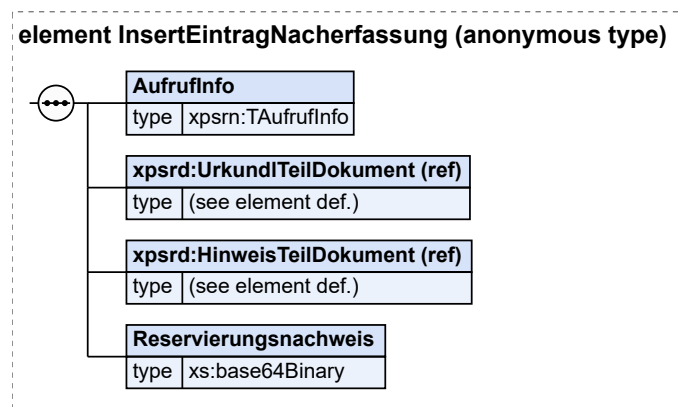 element InsertEintragNacherfassung (anonymous type)
AufrufInfo
type xpsrn:TAufrufInfo
xpsrd:UrkundlTeilDokument (ref)
type (see element def.)
xpsrd:HinweisTeilDokument (ref)
type (see element def.)
Reservierungsnachweis
type xs:base64Binary